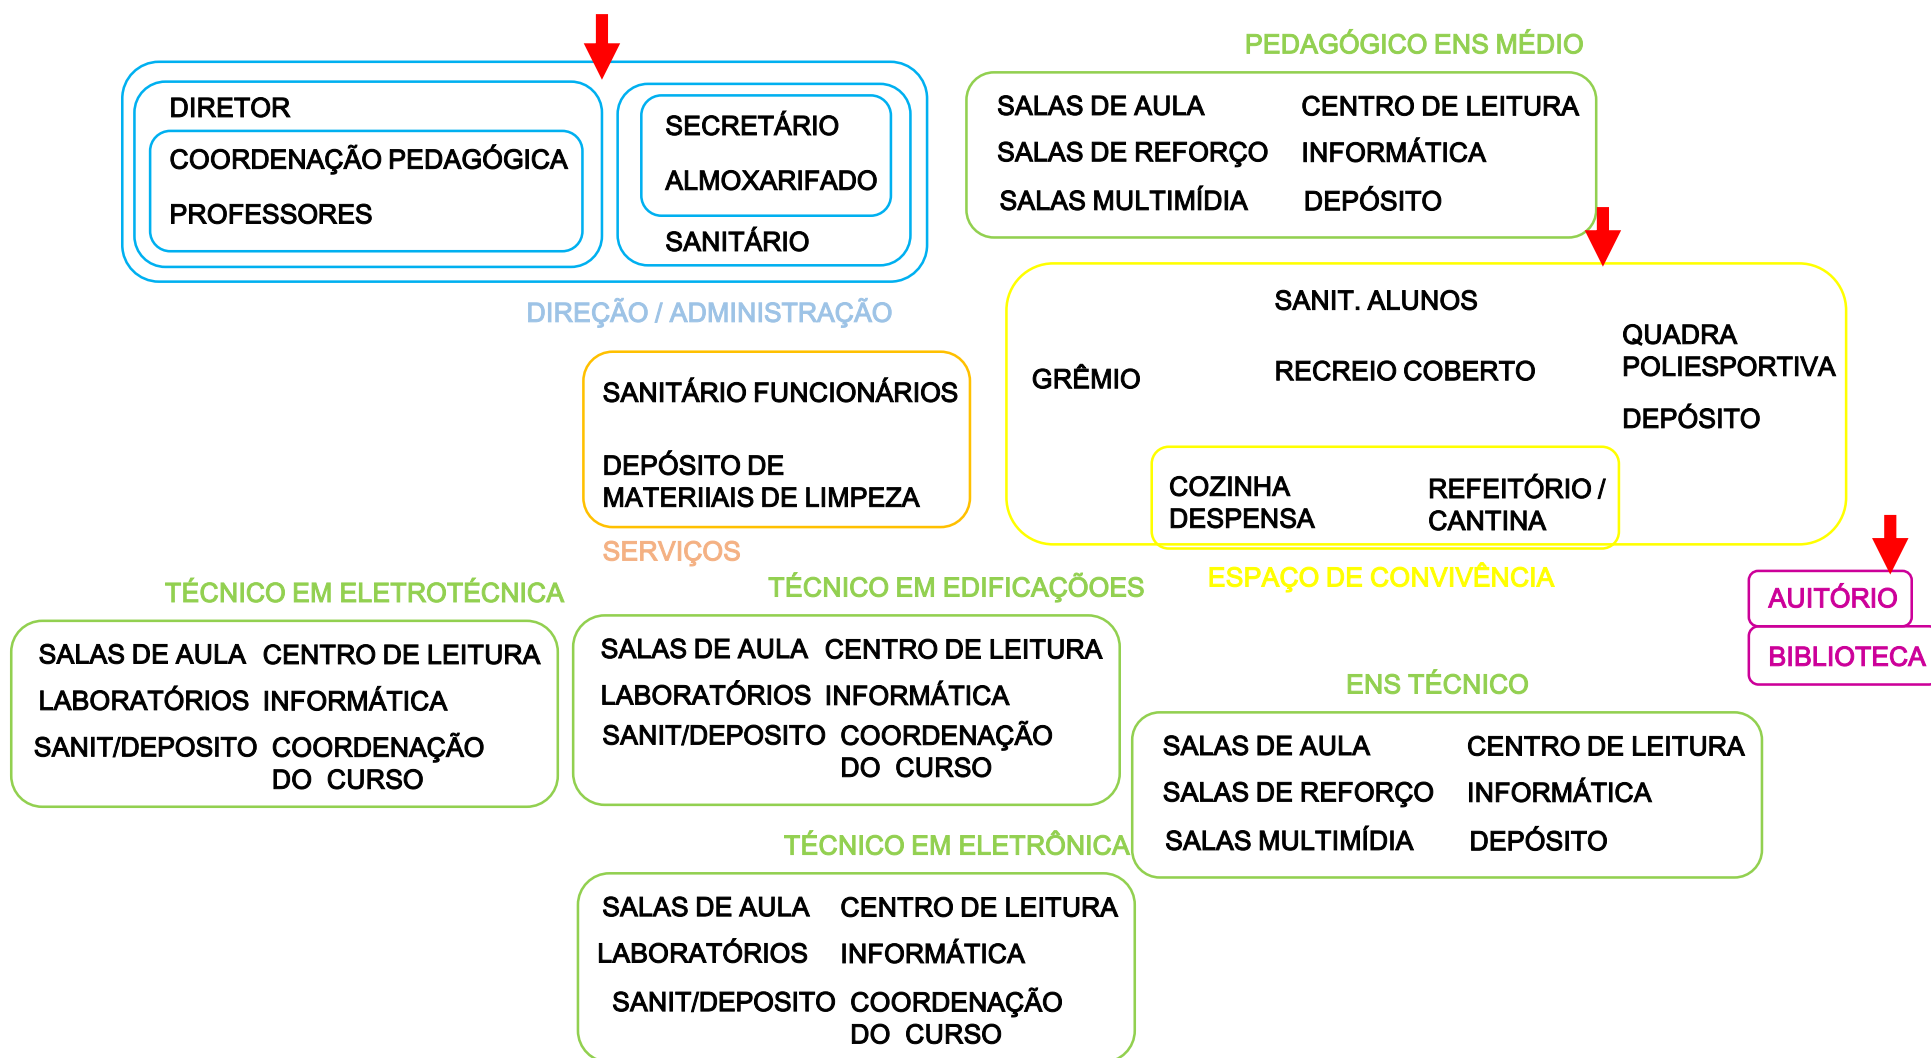 DIRETOR
COORDENAÇÃO PEDAGÓGICA
PROFESSORES
SECRETÁRIO
ALMOXARIFADO
SANITÁRIO
DIREÇÃO / ADMINISTRAÇÃO
PEDAGÓGICO ENS MÉDIO
SALAS DE AULA
CENTRO DE LEITURA
SALAS DE REFORÇO
INFORMÁTICA
SALAS MULTIMÍDIA
DEPÓSITO
SANITÁRIO FUNCIONÁRIOS
DEPÓSITO DE
MATERIIAIS DE LIMPEZA
SERVIÇOS
SANIT. ALUNOS
GRÊMIO
RECREIO COBERTO
QUADRA
POLIESPORTIVA
DEPÓSITO
COZINHA
DESPENSA
REFEITÓRIO /
CANTINA
ESPAÇO DE CONVIVÊNCIA
AUITÓRIO
BIBLIOTECA
TÉCNICO EM ELETROTÉCNICA
SALAS DE AULA
CENTRO DE LEITURA
LABORATÓRIOS
INFORMÁTICA
SANIT/DEPOSITO
COORDENAÇÃO
DO CURSO
TÉCNICO EM EDIFICAÇÕOES
SALAS DE AULA
CENTRO DE LEITURA
LABORATÓRIOS
INFORMÁTICA
SANIT/DEPOSITO
COORDENAÇÃO
DO CURSO
ENS TÉCNICO
SALAS DE AULA
CENTRO DE LEITURA
SALAS DE REFORÇO
INFORMÁTICA
SALAS MULTIMÍDIA
DEPÓSITO
TÉCNICO EM ELETRÔNICA
SALAS DE AULA
CENTRO DE LEITURA
LABORATÓRIOS
INFORMÁTICA
SANIT/DEPOSITO
COORDENAÇÃO
DO CURSO